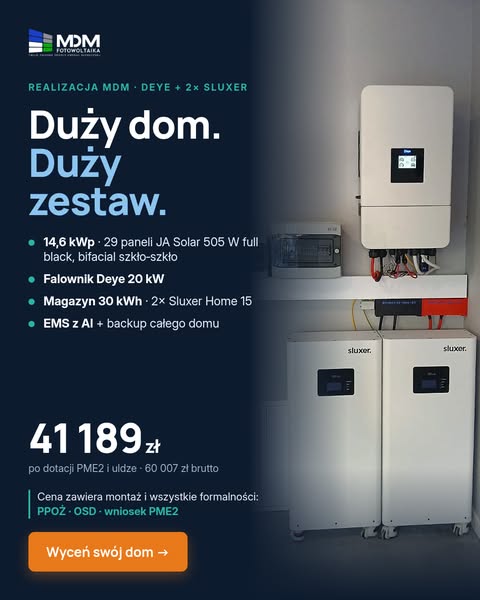 MDM
FOTOWOLTAIKA
REALIZACJA MDM · DEYE + 2× SLUXER
Duży dom.
Duży
zestaw.
14,6 kWp · 29 paneli JA Solar 505 W full
black, bifacial szkło-szkło
Falownik Deye 20 kW
Magazyn 30 kWh · 2× Sluxer Home 15
EMS z AI + backup całego domu
sluxer.
sluxer.
41 189 zł
po dotacji PME2 i uldze · 60 007 zł brutto
Cena zawiera montaż i wszystkie formalności:
PPOŻ · OSD · wniosek PME2
Wyceń swój dom →